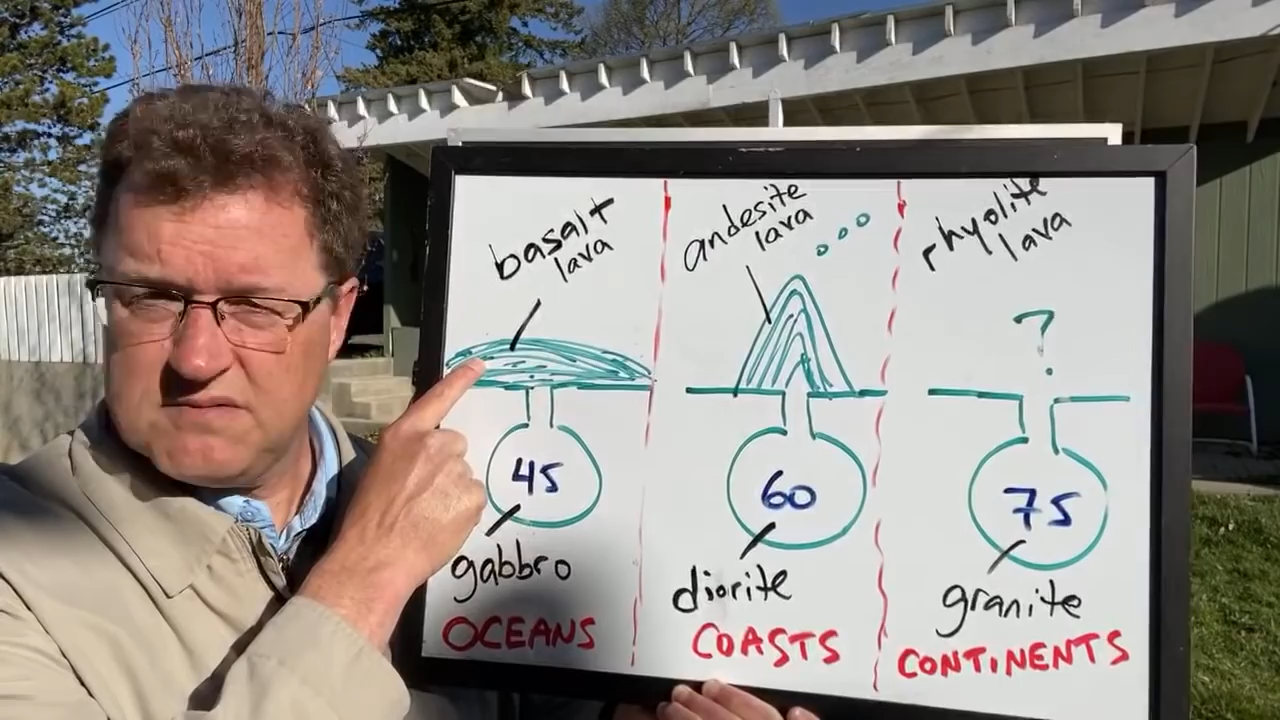 basalt
lava
45
gabbro
OCEANS
andesite
lava
60
diorite
COASTS
rhyolite
lava
?
75
granite
CONTINENTS